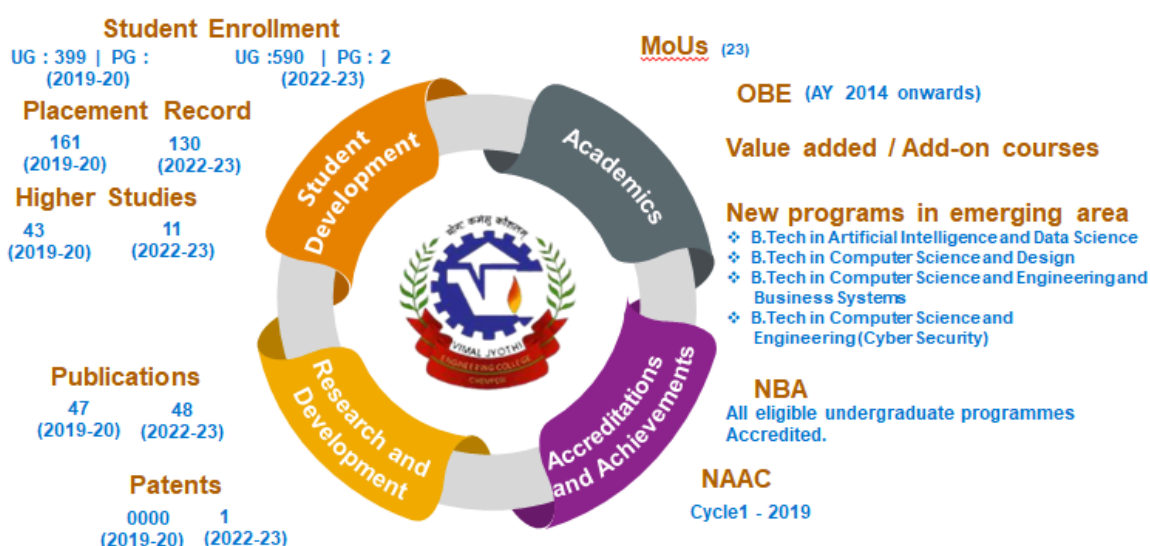 Student Enrollment
UG : 399 | PG :
(2019-20)
UG :590 | PG : 2
(2022-23)
Placement Record
161
(2019-20)
130
(2022-23)
Higher Studies
43
(2019-20)
11
(2022-23)
Publications
47
(2019-20)
48
(2022-23)
Patents
0000
(2019-20)
1
(2022-23)
Student
Development
Academics
Research and
Development
Accreditations
and Achievements
योगः कर्मसु कौशलम्
VIMAL JYOTHI
ENGINEERING COLLEGE
CHEMPERI
MoUs (23)
OBE (AY 2014 onwards)
Value added / Add-on courses
New programs in emerging area
❖ B.Tech in Artificial Intelligence and Data Science
❖ B.Tech in Computer Science and Design
❖ B.Tech in Computer Science and Engineering and
Business Systems
❖ B.Tech in Computer Science and
Engineering (Cyber Security)
NBA
All eligible undergraduate programmes
Accredited.
NAAC
Cycle1 - 2019